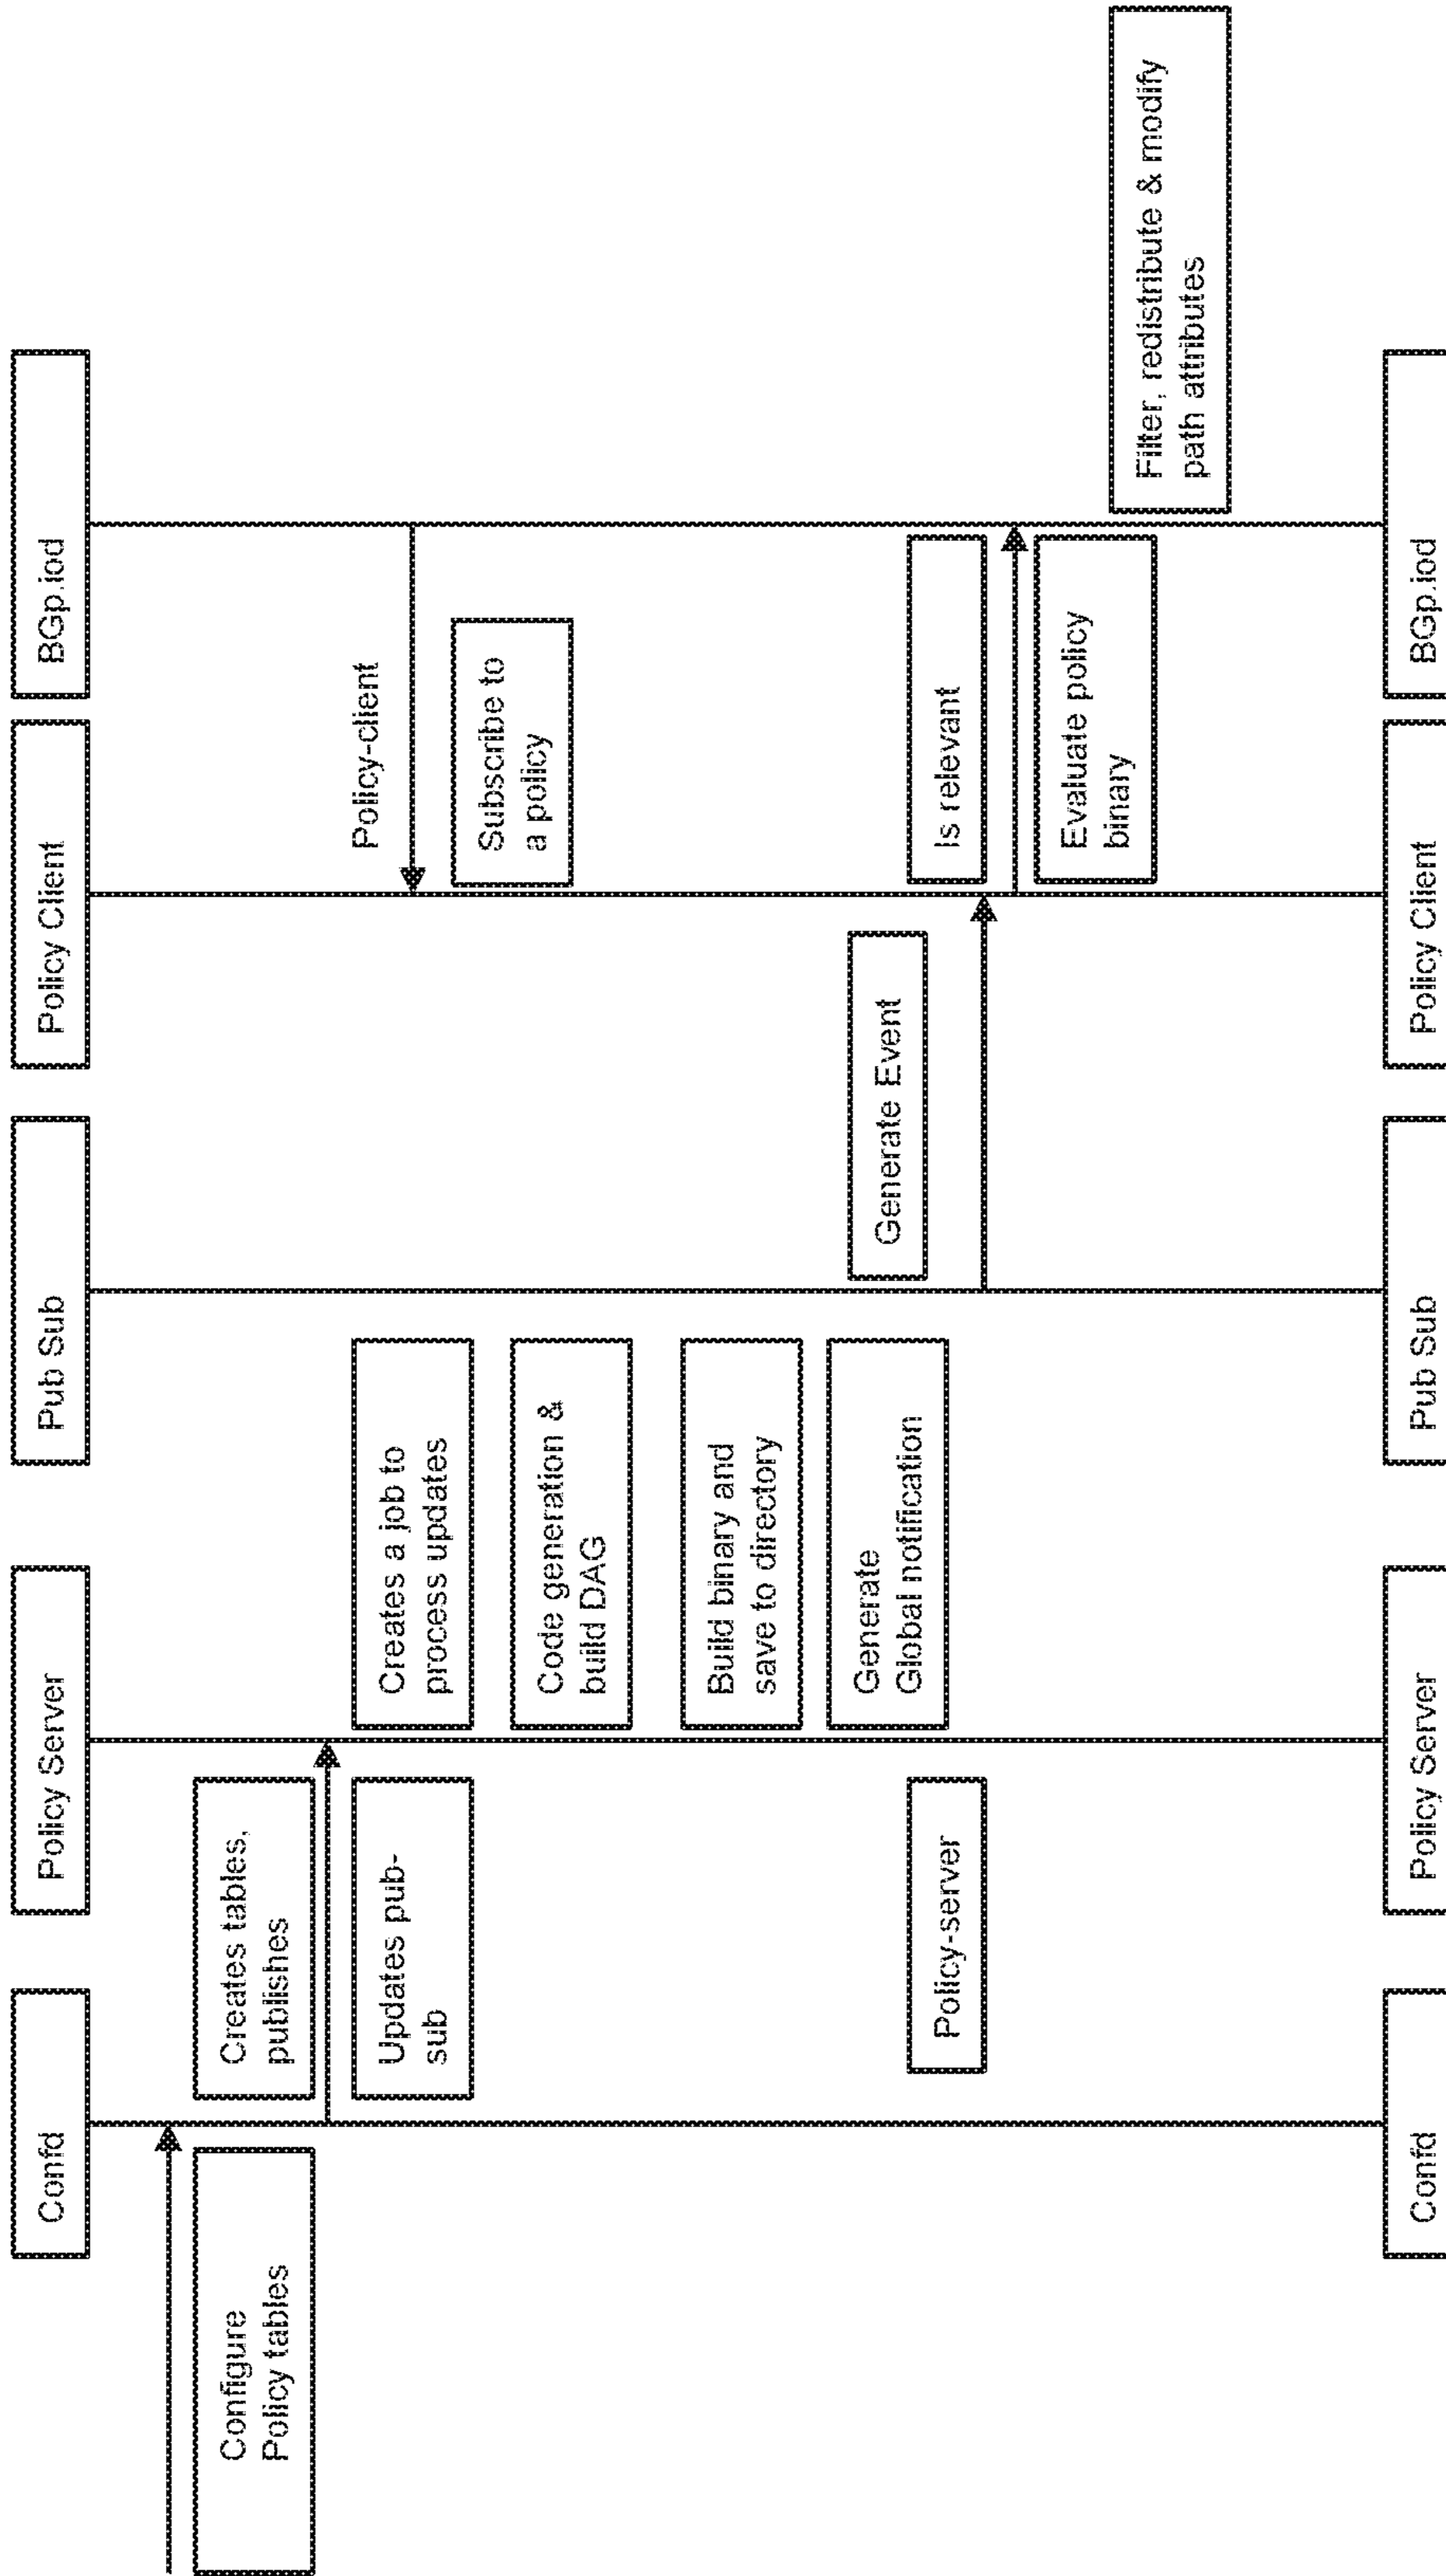 Confd
Policy Server
Pub Sub
Policy Client
BGp.iod
Configure
Policy tables
Creates tables,
publishes
Updates pub-
sub
Creates a job to
process updates
Policy-client
Subscribe to
a policy
Code generation &
build DAG
Build binary and
save to directory
Generate
Global notification
Generate Event
Policy-server
Is relevant
Evaluate policy
binary
Filter, redistribute & modify
path attributes
Confd
Policy Server
Pub Sub
Policy Client
BGp.iod